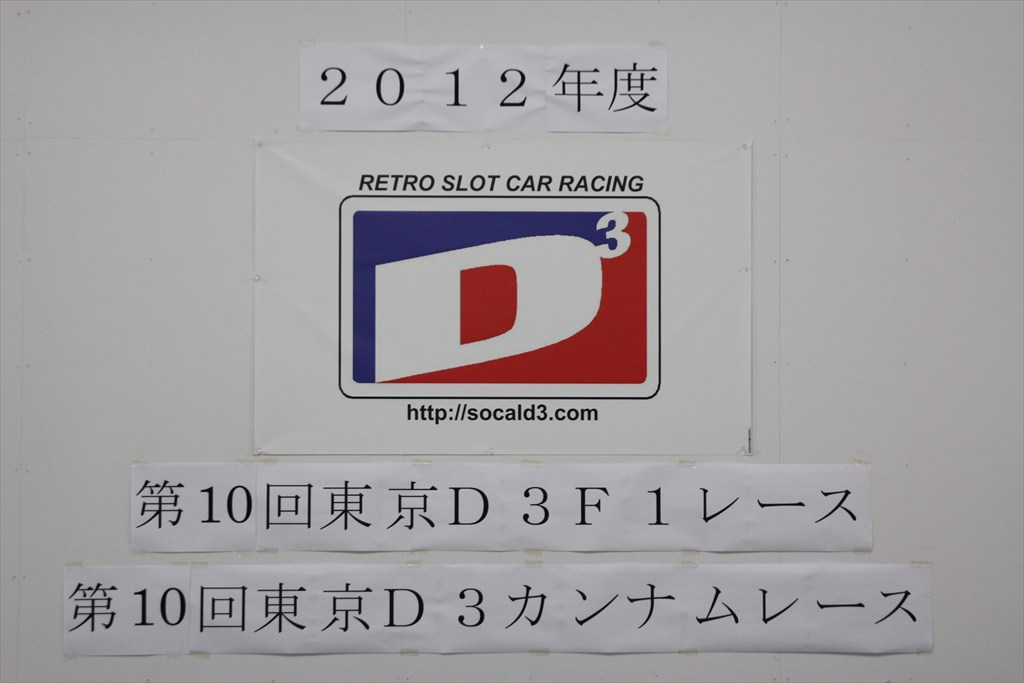 ２０１２年度
RETRO SLOT CAR RACING
D3
http://socald3.com
第10回東京Ｄ３Ｆ１レース
第10回東京Ｄ３カンナムレース